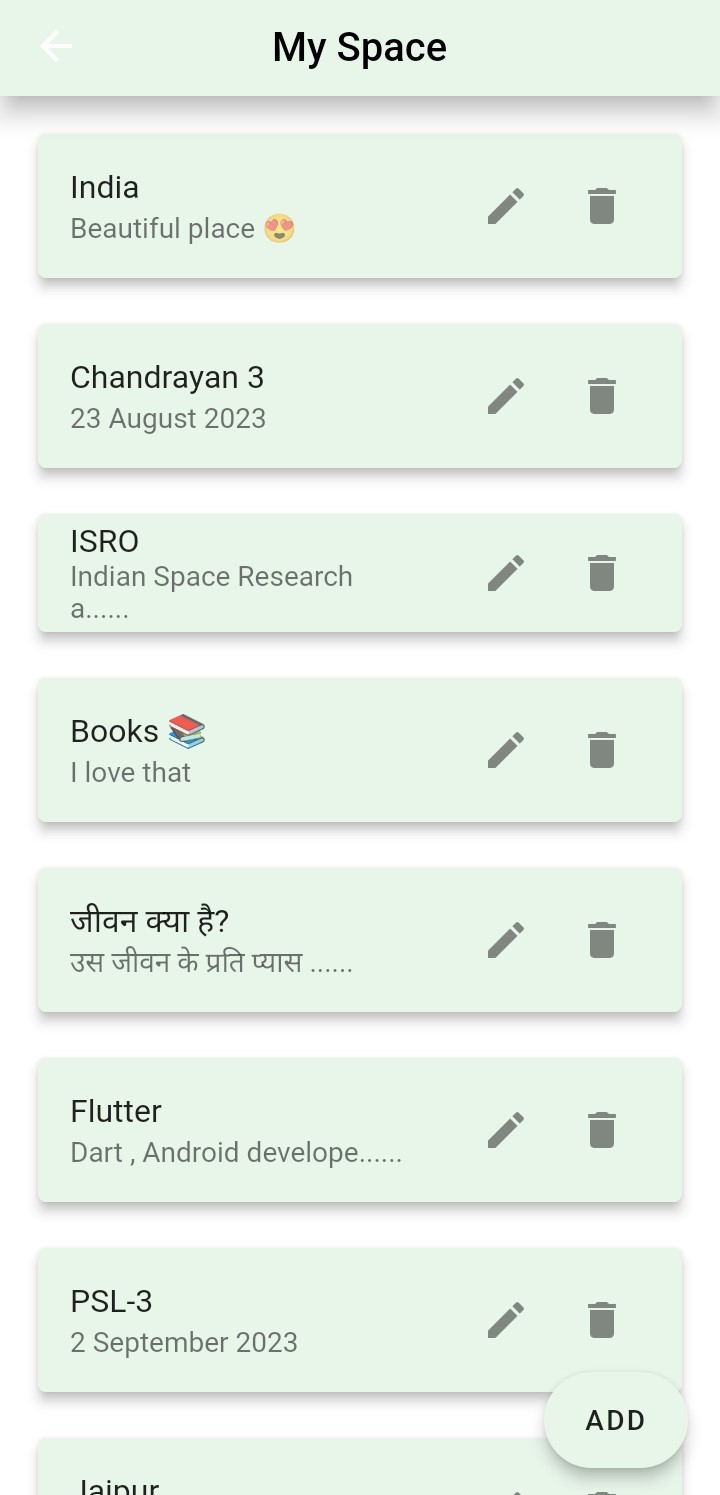 My Space
India
Beautiful place 😍
Chandrayan 3
23 August 2023
ISRO
Indian Space Research
a......
Books 📚
I love that
जीवन क्या है?
उस जीवन के प्रति प्यास ......
Flutter
Dart , Android develope......
PSL-3
2 September 2023
ADD
Jaipur